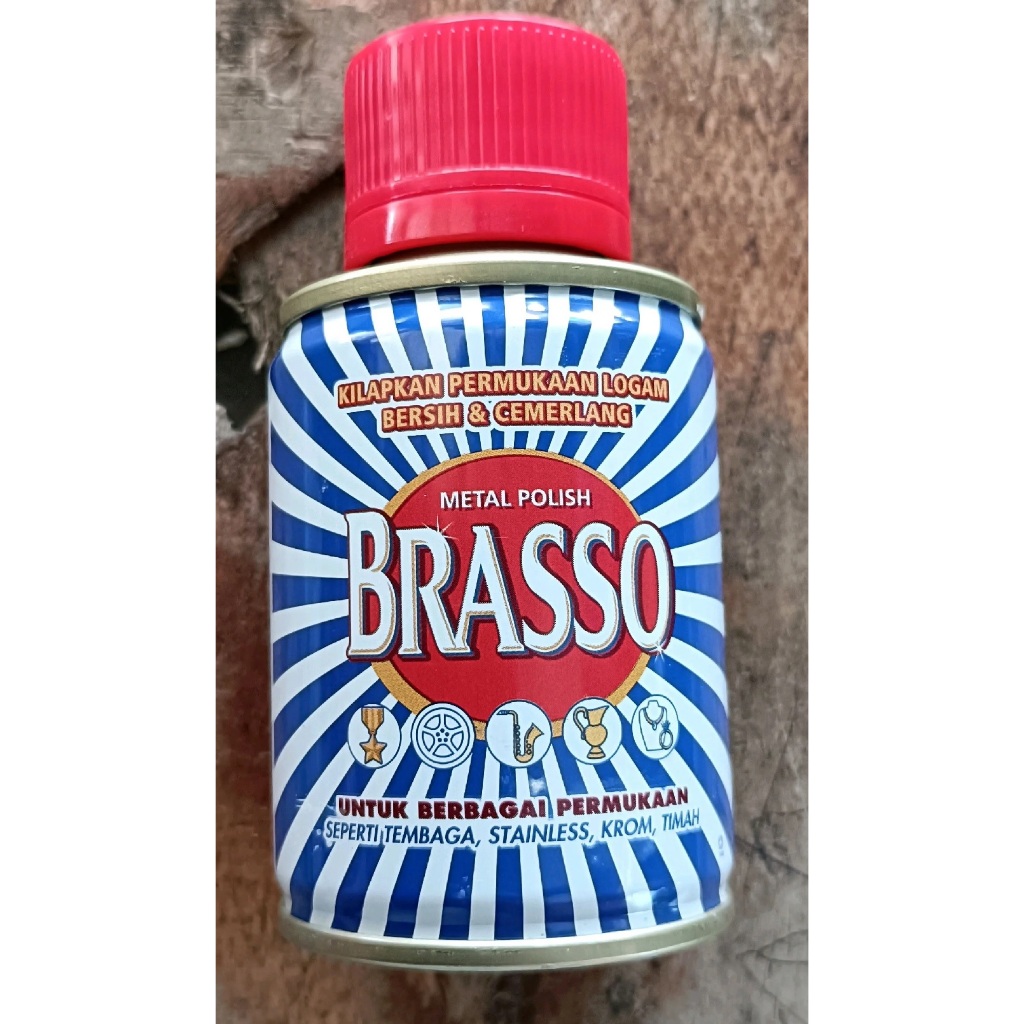 KILAPKAN PERMUKAAN LOGAM
BERSIH & CEMERLANG
METAL POLISH
BRASSO
UNTUK BERBAGAI PERMUKAAN
SEPERTI TEMBAGA, STAINLESS, KROM, TIMAH